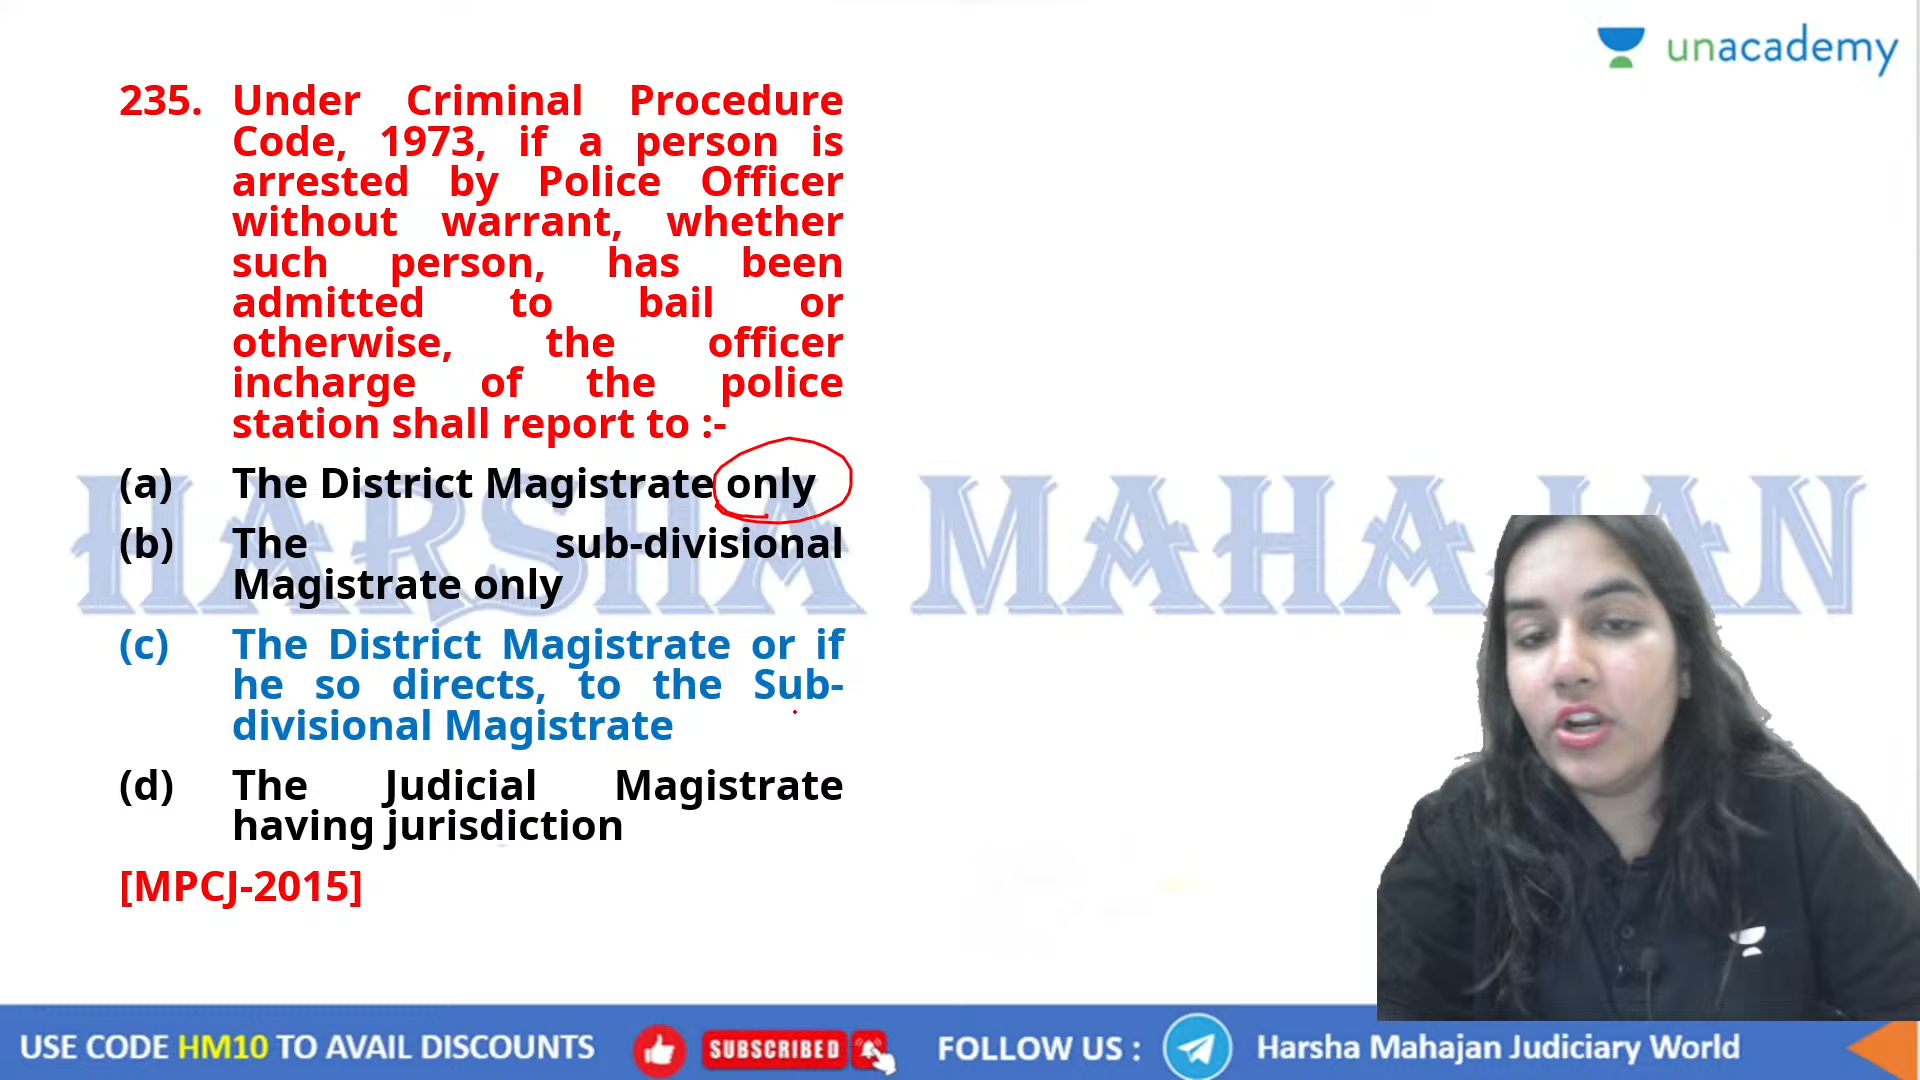 unacademy
235. Under Criminal Procedure
Code, 1973, if a person is
arrested by Police Officer
without warrant, whether
such person, has been
admitted to bail or
otherwise, the officer
incharge of the police
station shall report to :-
(a) The District Magistrate only
HARSHA MAHAJAN
(b) The sub-divisional
Magistrate only
(c) The District Magistrate or if
he so directs, to the Sub-
divisional Magistrate
(d) The Judicial Magistrate
having jurisdiction
[MPCJ-2015]
USE CODE HM10 TO AVAIL DISCOUNTS
SUBSCRIBED
FOLLOW US :
Harsha Mahajan Judiciary World